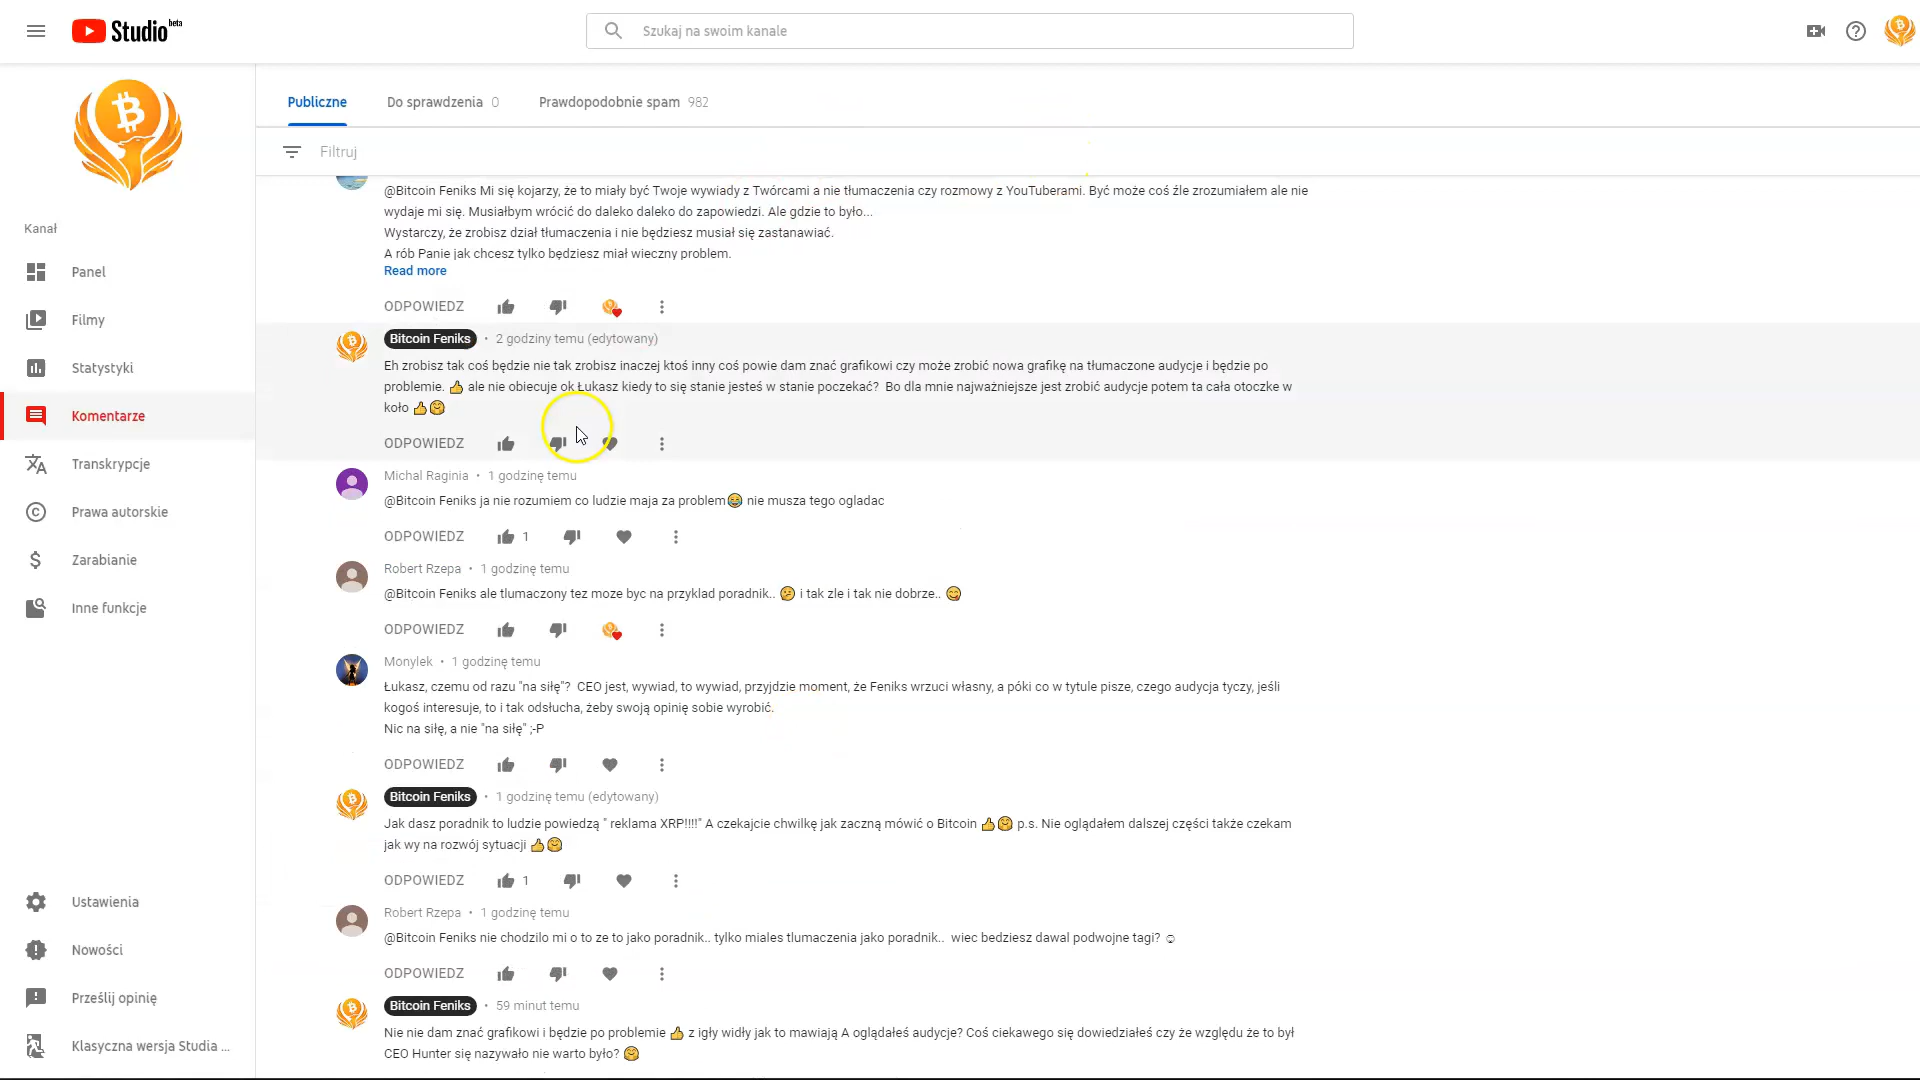 Studio beta
Szukaj na swoim kanale
Publiczne
Do sprawdzenia 0
Prawdopodobnie spam 982
Filtruj
Kanał
Panel
Filmy
Statystyki
Komentarze
Transkrypcje
Prawa autorskie
Zarabianie
Inne funkcje
Ustawienia
Nowości
Prześlij opinię
Klasyczna wersja Studia ...
@Bitcoin Feniks Mi się kojarzy, że to miały być Twoje wywiady z Twórcami a nie tłumaczenia czy rozmowy z YouTuberami. Być może coś źle zrozumiałem ale nie
wydaje mi się. Musiałbym wrócić do daleko daleko do zapowiedzi. Ale gdzie to było...
Wystarczy, że zrobisz dział tłumaczenia i nie będziesz musiał się zastanawiać.
A rób Panie jak chcesz tylko będziesz miał wieczny problem.
Read more
ODPOWIEDZ
Bitcoin Feniks • 2 godziny temu (edytowany)
Eh zrobisz tak coś będzie nie tak zrobisz inaczej ktoś inny coś powie dam znać grafikowi czy może zrobić nowa grafikę na tłumaczone audycje i będzie po
problemie. 👍 ale nie obiecuje ok Łukasz kiedy to się stanie jesteś w stanie poczekać? Bo dla mnie najważniejsze jest zrobić audycje potem ta cała otoczke w
koło 👍🤗
ODPOWIEDZ
Michal Raginia • 1 godzinę temu
@Bitcoin Feniks ja nie rozumiem co ludzie maja za problem😂 nie musza tego ogladac
ODPOWIEDZ 1
Robert Rzepa • 1 godzinę temu
@Bitcoin Feniks ale tlumaczony tez moze byc na przyklad poradnik.. 🤔 i tak zle i tak nie dobrze.. 😋
ODPOWIEDZ
Monylek • 1 godzinę temu
Łukasz, czemu od razu "na siłę"? CEO jest, wywiad, to wywiad, przyjdzie moment, że Feniks wrzuci własny, a póki co w tytule pisze, czego audycja tyczy, jeśli
kogoś interesuje, to i tak odsłucha, żeby swoją opinię sobie wyrobić.
Nic na siłę, a nie "na siłę" ;-P
ODPOWIEDZ
Bitcoin Feniks • 1 godzinę temu (edytowany)
Jak dasz poradnik to ludzie powiedzą " reklama XRP!!!!" A czekajcie chwilkę jak zaczną mówić o Bitcoin 👍🤗 p.s. Nie oglądałem dalszej części także czekam
jak wy na rozwój sytuacji 👍🤗
ODPOWIEDZ 1
Robert Rzepa • 1 godzinę temu
@Bitcoin Feniks nie chodzilo mi o to ze to jako poradnik.. tylko miales tlumaczenia jako poradnik.. wiec bedziesz dawal podwojne tagi? ☺
ODPOWIEDZ
Bitcoin Feniks • 59 minut temu
Nie nie dam znać grafikowi i będzie po problemie 👍 z igły widły jak to mawiają A oglądałeś audycje? Coś ciekawego się dowiedziałeś czy że względu że to był
CEO Hunter się nazywało nie warto było? 🤗